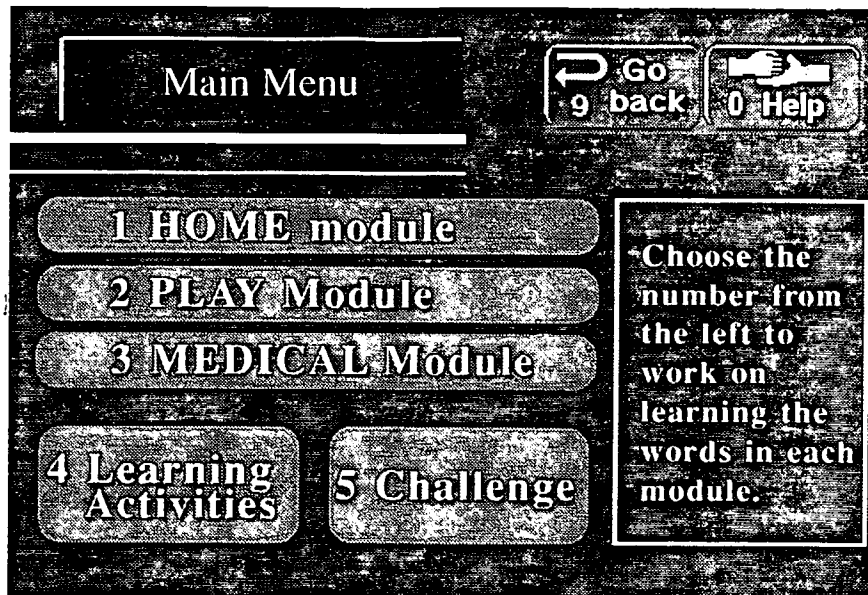 Main Menu
Go
9 back
0 Help
1 HOME module
2 PLAY Module
3 MEDICAL Module
4 Learning
Activities
5 Challenge
Choose the
number from
the left to
work on
learning the
words in each
module.